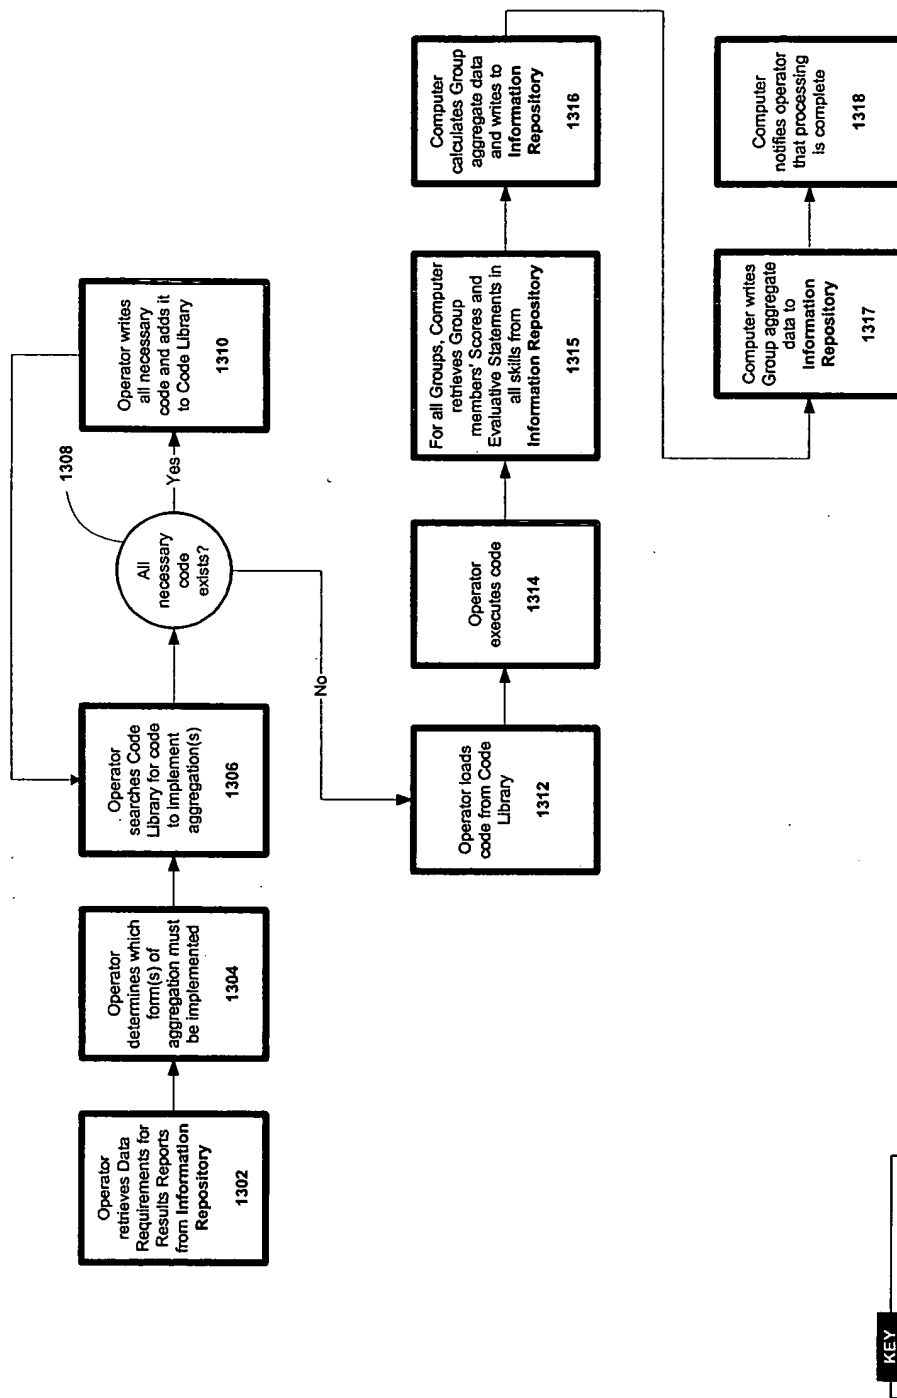 Operator
retrieves Data
Requirements for
Results Reports
from Information
Repository
1302
Operator
determines which
form(s) of
aggregation must
be implemented
1304
Operator
searches Code
Library for code
to implement
aggregation(s)
1306
All
necessary
code
exists?
1308
Yes
Operator writes
all necessary
code and adds it
to Code Library
1310
No
Operator loads
code from Code
Library
1312
Operator
executes code
1314
For all Groups, Computer
retrieves Group
members' Scores and
Evaluative Statements in
all skills from
Information Repository
1315
Computer
calculates Group
aggregate data
and writes to
Information
Repository
1316
Computer writes
Group aggregate
data to
Information
Repository
1317
Computer
notifies operator
that processing
is complete
1318
KEY